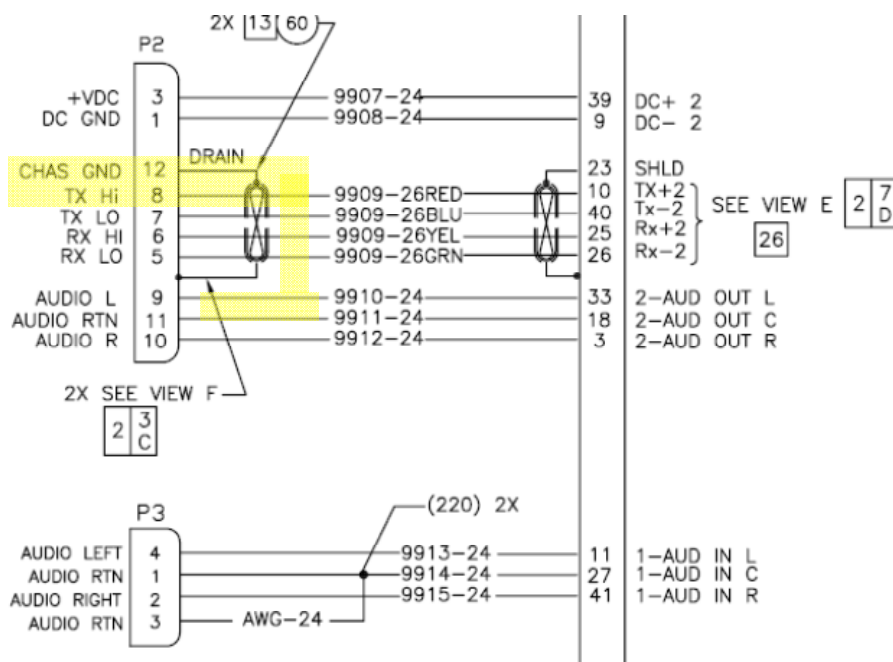 2X 13 60
P2
+VDC 3 9907-24 39 DC+ 2
DC GND 1 9908-24 9 DC- 2
CHAS GND 12 DRAIN 23 SHLD
TX Hi 8 9909-26RED 10 TX+2
TX LO 7 9909-26BLU 40 Tx-2
RX HI 6 9909-26YEL 25 Rx+2
RX LO 5 9909-26GRN 26 Rx-2
SEE VIEW E 2 7 D
26
AUDIO L 9 9910-24 33 2-AUD OUT L
AUDIO RTN 11 9911-24 18 2-AUD OUT C
AUDIO R 10 9912-24 3 2-AUD OUT R
2X SEE VIEW F
2 3 C
(220) 2X
P3
AUDIO LEFT 4 9913-24 11 1-AUD IN L
AUDIO RTN 1 9914-24 27 1-AUD IN C
AUDIO RIGHT 2 9915-24 41 1-AUD IN R
AUDIO RTN 3 AWG-24